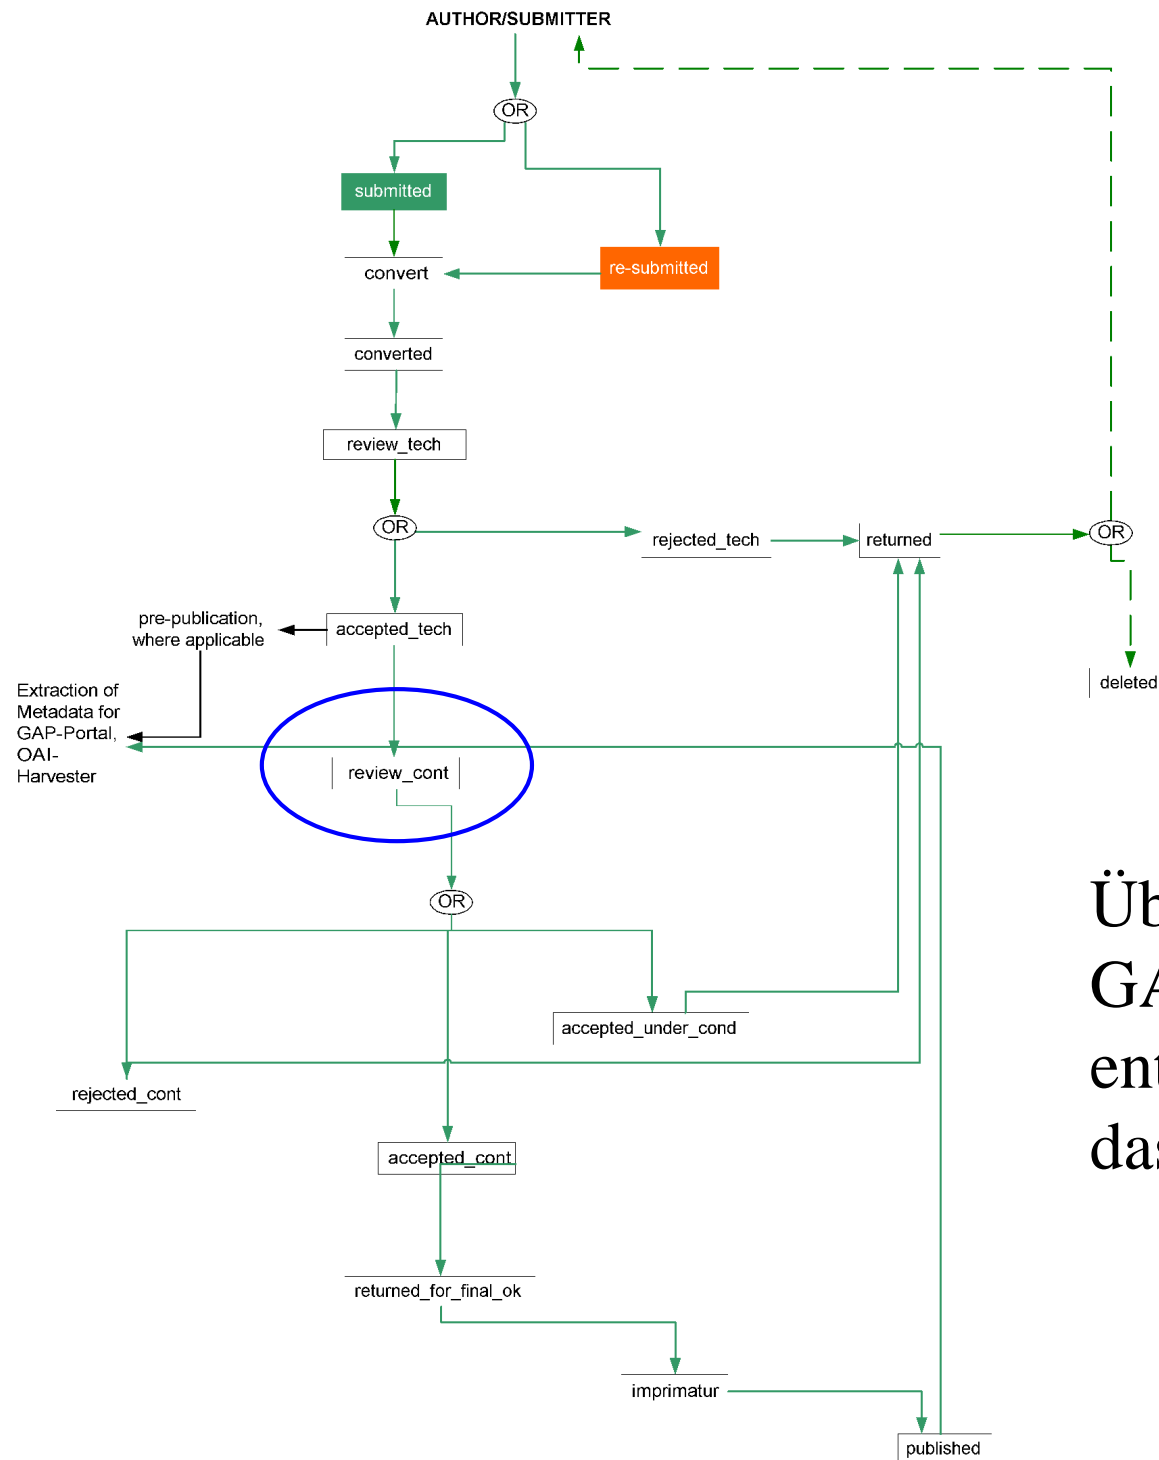 AUTHOR/SUBMITTER
OR
submitted
re-submitted
convert
converted
review_tech
OR
rejected_tech
returned
OR
pre-publication,
where applicable
accepted_tech
deleted
Extraction of
Metadata for
GAP-Portal,
OAI-
Harvester
review_cont
OR
accepted_under_cond
rejected_cont
accepted_cont
returned_for_final_ok
imprimatur
published